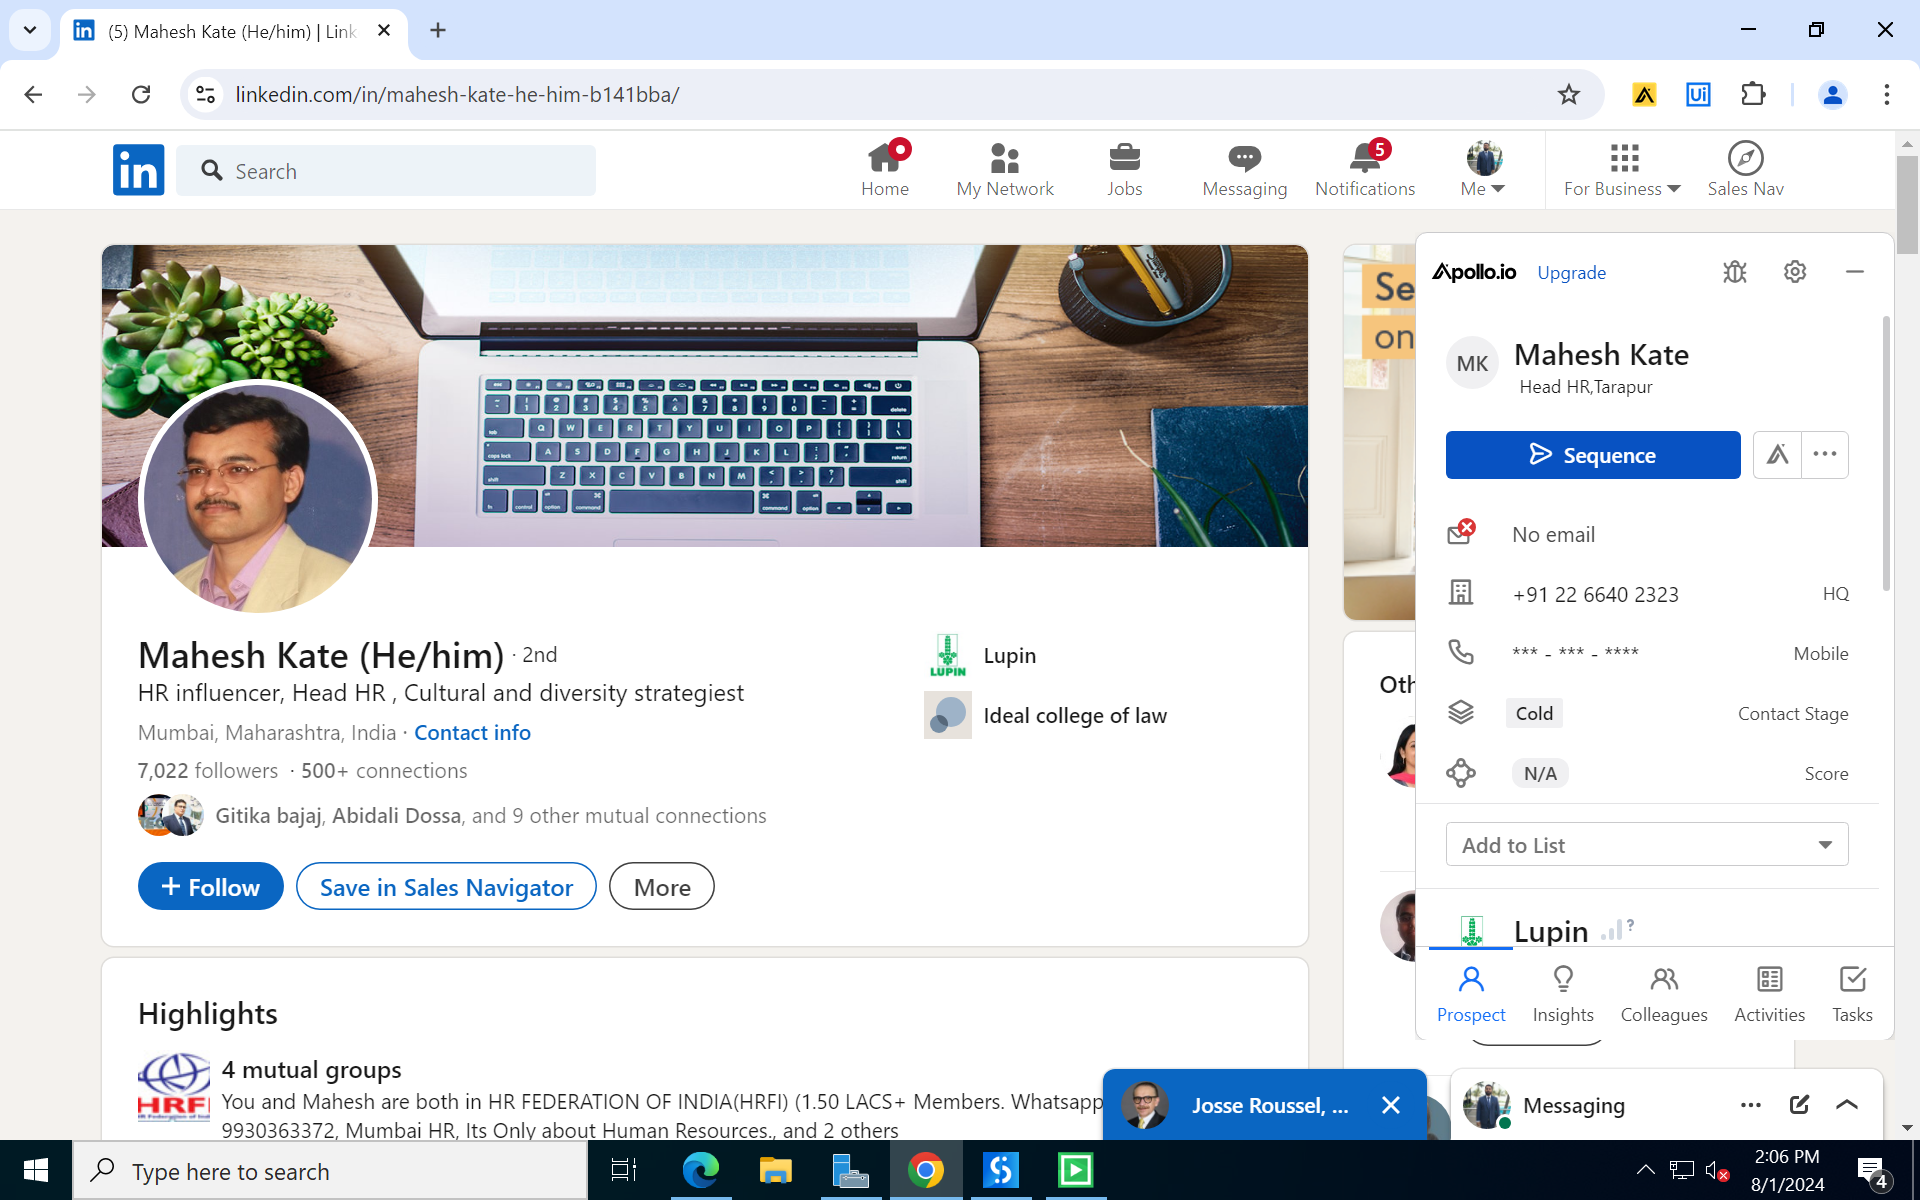 (5) Mahesh Kate (He/him) | Link
linkedin.com/in/mahesh-kate-he-him-b141bba/
Ui
in
Search
Home
My Network
Jobs
Messaging
5
Notifications
Me
For Business
Sales Nav
Se
on
Apollo.io
Upgrade
MK
Mahesh Kate
Head HR,Tarapur
Sequence
No email
+91 22 6640 2323
HQ
*** - *** - ****
Mobile
Cold
Contact Stage
N/A
Score
Add to List
Lupin
?
Prospect
Insights
Colleagues
Activities
Tasks
Mahesh Kate (He/him) · 2nd
HR influencer, Head HR , Cultural and diversity strategiest
Mumbai, Maharashtra, India · Contact info
7,022 followers · 500+ connections
Gitika bajaj, Abidali Dossa, and 9 other mutual connections
LUPIN
Lupin
Ideal college of law
Oth
+ Follow
Save in Sales Navigator
More
Highlights
HRFI
4 mutual groups
You and Mahesh are both in HR FEDERATION OF INDIA(HRFI) (1.50 LACS+ Members. Whatsapp
9930363372, Mumbai HR, Its Only about Human Resources., and 2 others
Josse Roussel, ...
Messaging
Type here to search
2:06 PM
8/1/2024
4